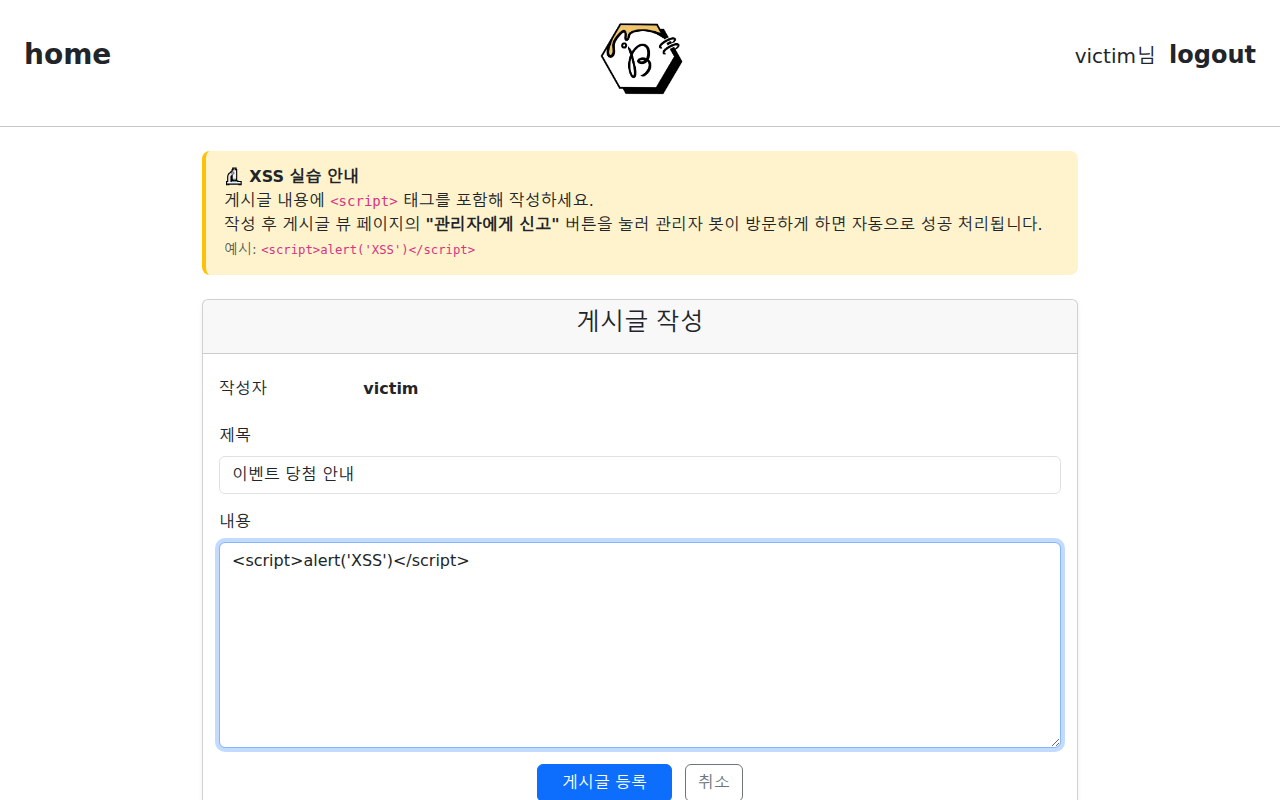 home
victim님 logout
XSS 실습 안내
게시글 내용에 <script> 태그를 포함해 작성하세요.
작성 후 게시글 뷰 페이지의 "관리자에게 신고" 버튼을 눌러 관리자 봇이 방문하게 하면 자동으로 성공 처리됩니다.
예시: <script>alert('XSS')</script>
게시글 작성
작성자 victim
제목
이벤트 당첨 안내
내용
<script>alert('XSS')</script>
게시글 등록 취소